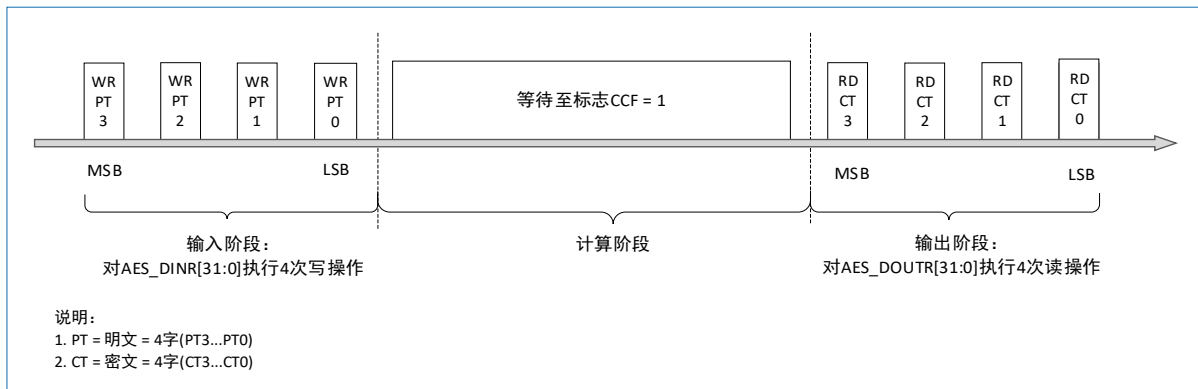 WR
PT
3
WR
PT
2
WR
PT
1
WR
PT
0
等待至标志CCF = 1
RD
CT
3
RD
CT
2
RD
CT
1
RD
CT
0
MSB
LSB
MSB
LSB
输入阶段：
对AES_DINR[31:0]执行4次写操作
计算阶段
输出阶段：
对AES_DOUTR[31:0]执行4次读操作
说明：
1. PT = 明文 = 4字(PT3...PT0)
2. CT = 密文 = 4字(CT3...CT0)